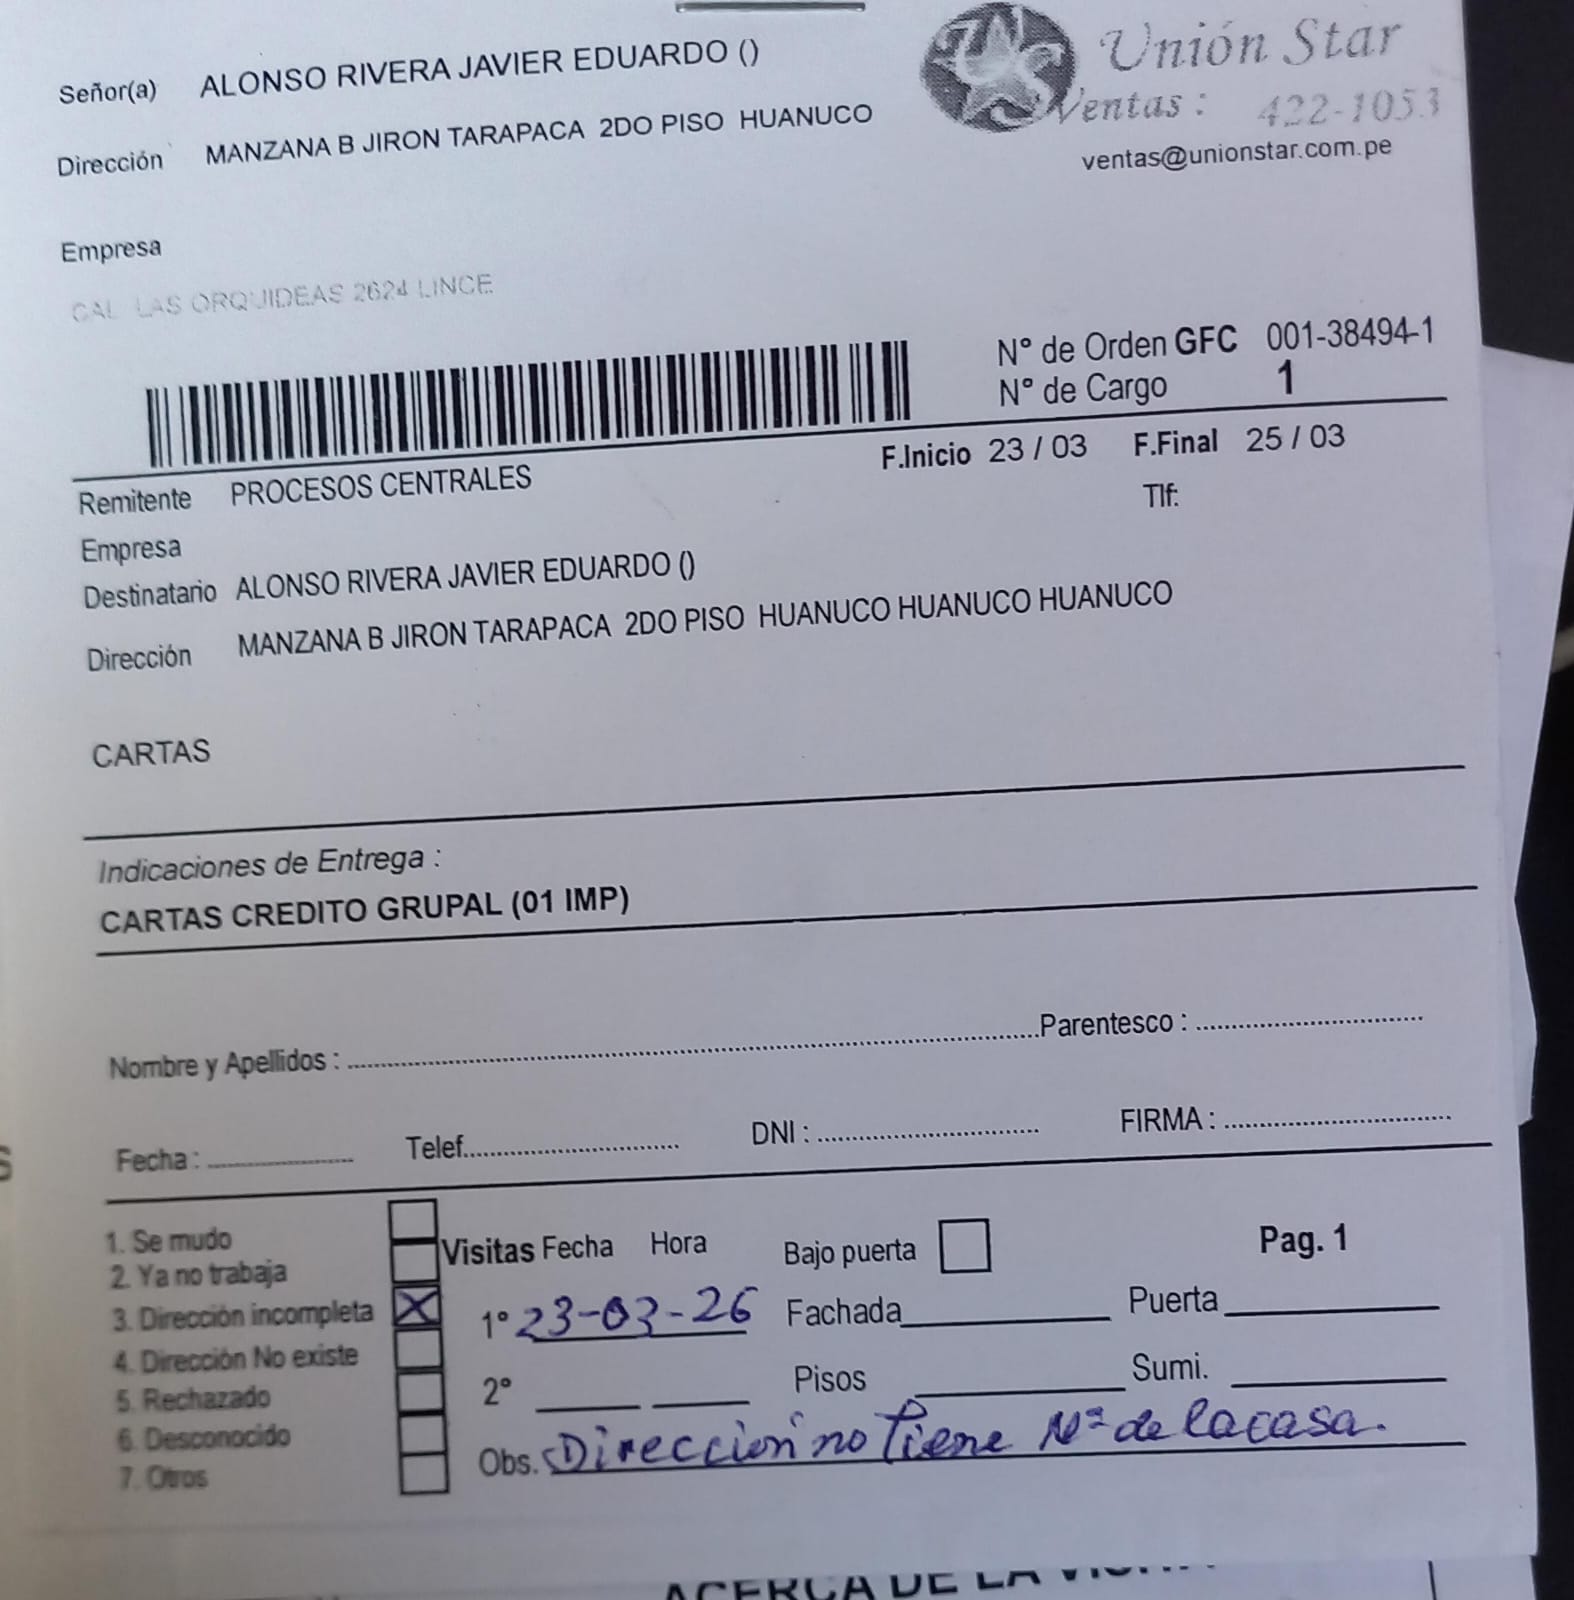 Señor(a) ALONSO RIVERA JAVIER EDUARDO ()
Unión Star
Dirección MANZANA B JIRON TARAPACA 2DO PISO HUANUCO
Ventas : 422-1053
ventas@unionstar.com.pe
Empresa
CAL LAS ORQUIDEAS 2624 LINCE
N° de Orden GFC 001-38494-1
N° de Cargo 1
F.Inicio 23 / 03 F.Final 25 / 03
Remitente PROCESOS CENTRALES
Tlf:
Empresa
Destinatario ALONSO RIVERA JAVIER EDUARDO ()
Dirección MANZANA B JIRON TARAPACA 2DO PISO HUANUCO HUANUCO HUANUCO
CARTAS
Indicaciones de Entrega :
CARTAS CREDITO GRUPAL (01 IMP)
Nombre y Apellidos : Parentesco :
Fecha : Telef. DNI : FIRMA :
1. Se mudo
Visitas Fecha Hora Bajo puerta Pag. 1
2. Ya no trabaja
3. Dirección incompleta X 1° 23-03-26 Fachada Puerta
4. Dirección No existe
5. Rechazado 2° Pisos Sumi.
6. Desconocido
Obs. Dirección no Tiene Nº de la casa.
7. Otros
ACERCA DE LA